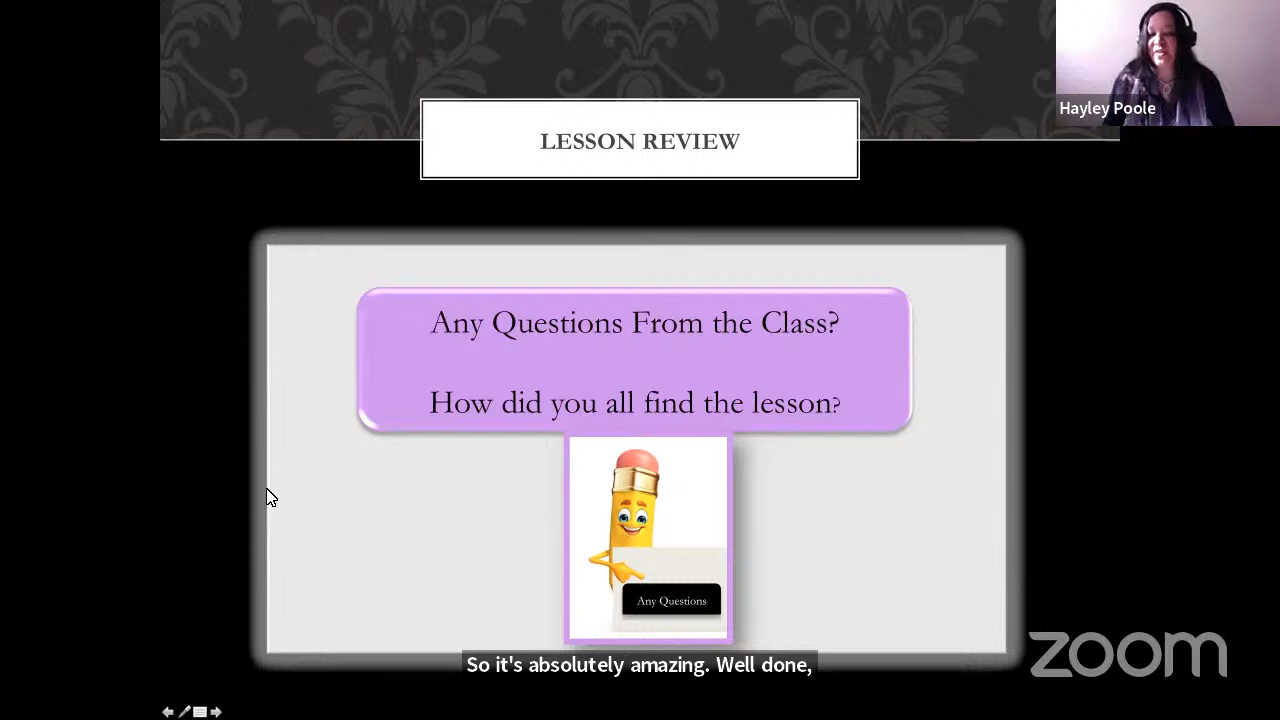 Hayley Poole
LESSON REVIEW
Any Questions From the Class?
How did you all find the lesson?
Any Questions
So it's absolutely amazing. Well done,
zoom